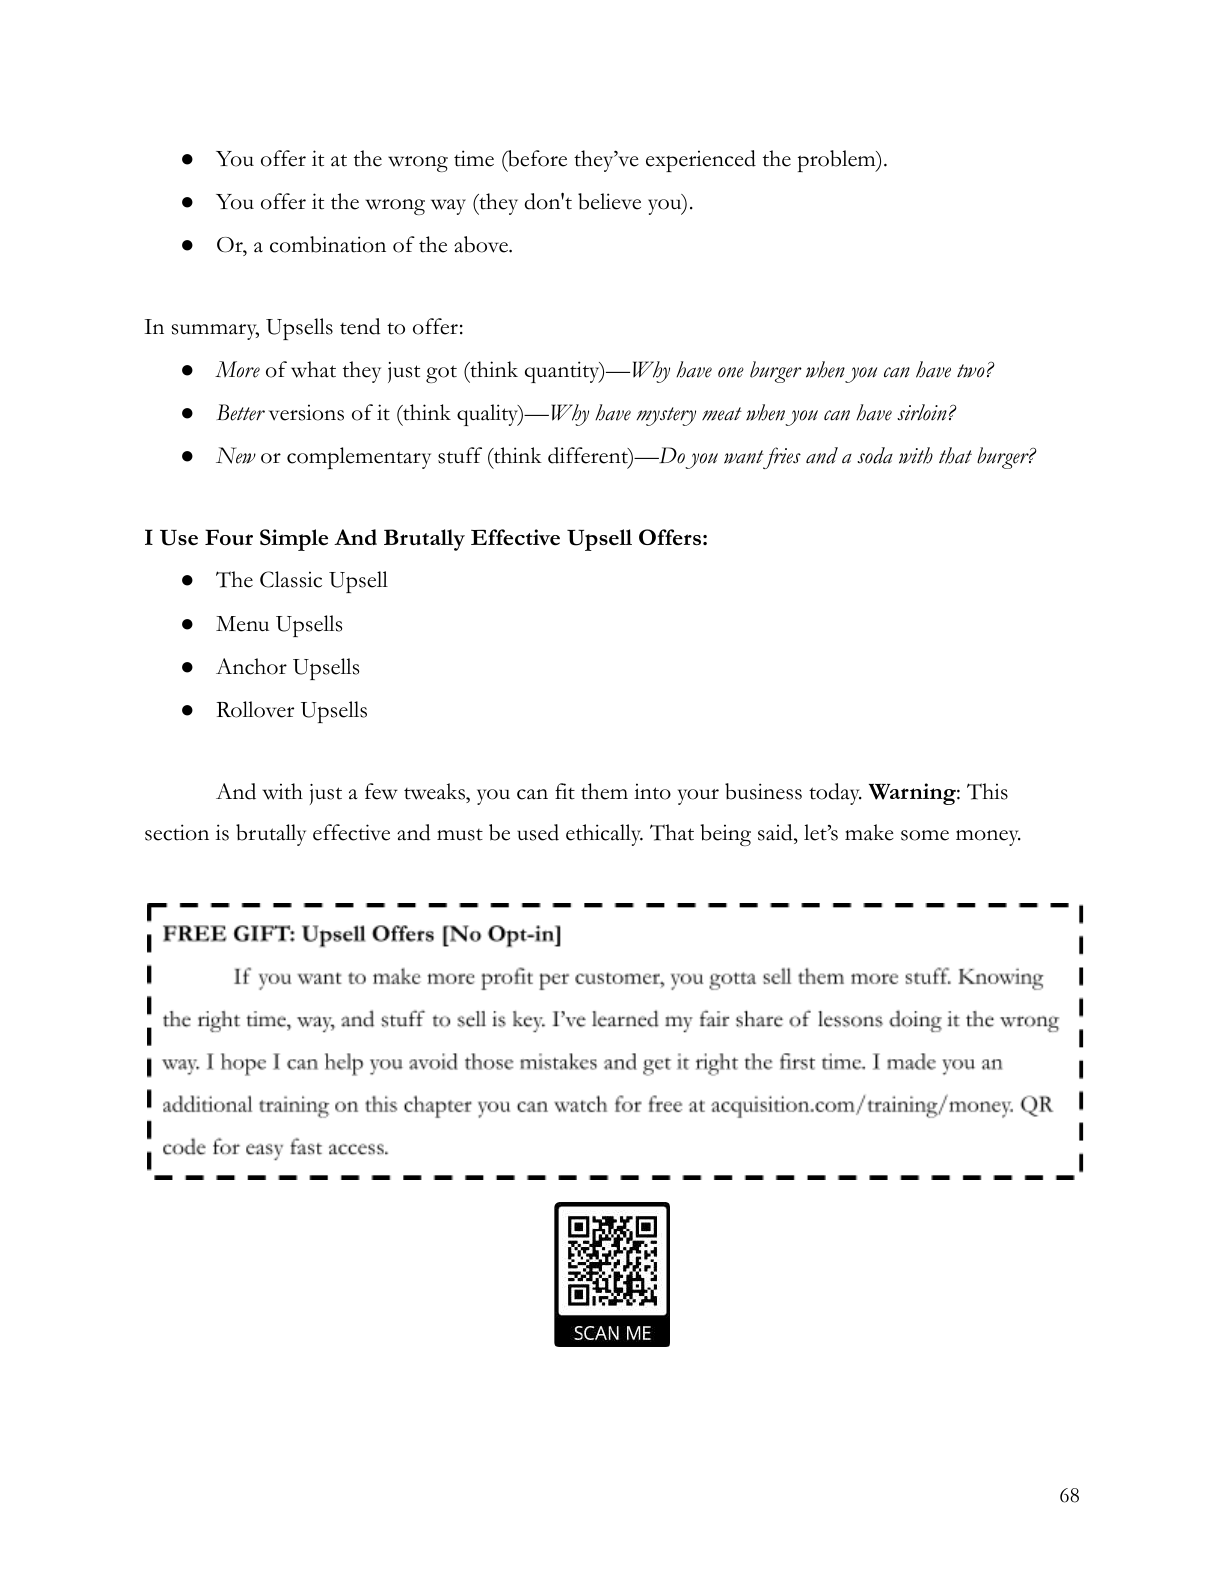 ● You offer it at the wrong time (before they’ve experienced the problem).
● You offer it the wrong way (they don't believe you).
● Or, a combination of the above.
In summary, Upsells tend to offer:
● More of what they just got (think quantity)—Why have one burger when you can have two?
● Better versions of it (think quality)—Why have mystery meat when you can have sirloin?
● New or complementary stuff (think different)—Do you want fries and a soda with that burger?
I Use Four Simple And Brutally Effective Upsell Offers:
● The Classic Upsell
● Menu Upsells
● Anchor Upsells
● Rollover Upsells
And with just a few tweaks, you can fit them into your business today. Warning: This
section is brutally effective and must be used ethically. That being said, let’s make some money.
FREE GIFT: Upsell Offers [No Opt-in]
If you want to make more profit per customer, you gotta sell them more stuff. Knowing
the right time, way, and stuff to sell is key. I’ve learned my fair share of lessons doing it the wrong
way. I hope I can help you avoid those mistakes and get it right the first time. I made you an
additional training on this chapter you can watch for free at acquisition.com/training/money. QR
code for easy fast access.
SCAN ME
68